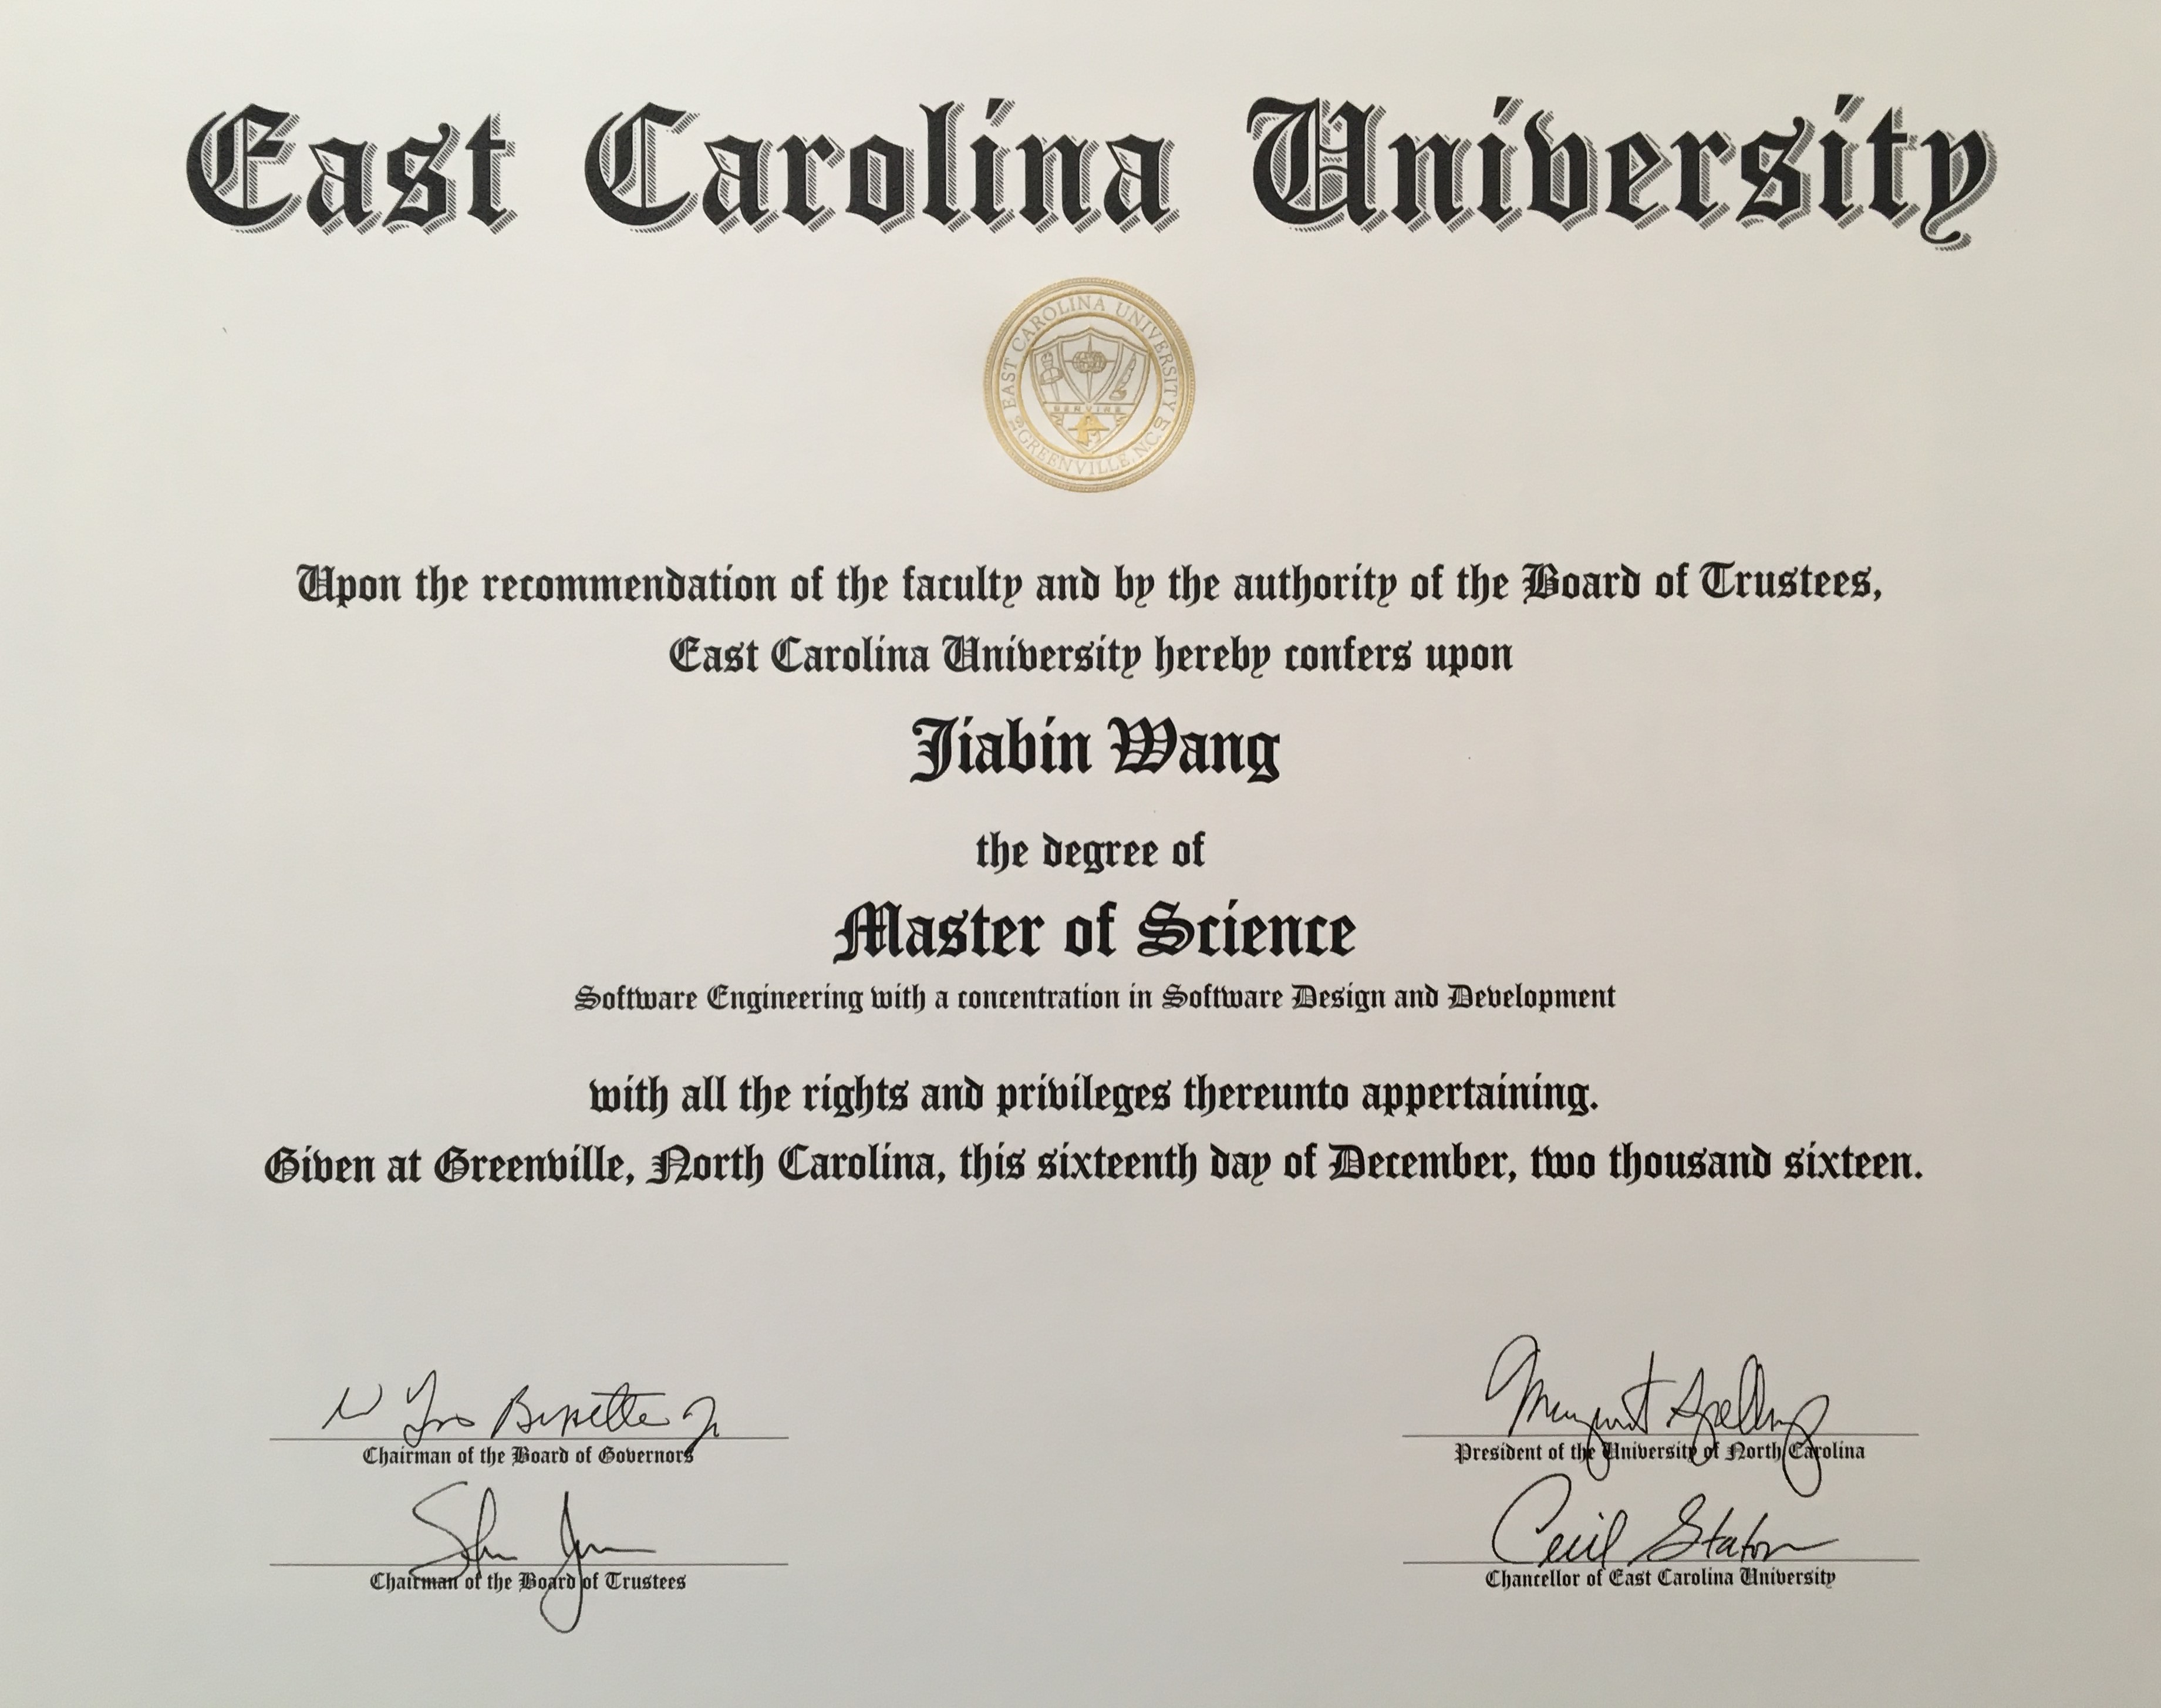 East Carolina University
EAST CAROLINA UNIVERSITY
SERVIRE
GREENVILLE, N.C.
Upon the recommendation of the faculty and by the authority of the Board of Trustees,
East Carolina University hereby confers upon
Jiabin Wang
the degree of
Master of Science
Software Engineering with a concentration in Software Design and Development
with all the rights and privileges thereunto appertaining.
Given at Greenville, North Carolina, this sixteenth day of December, two thousand sixteen.
Margaret Spellings
Chairman of the Board of Governors
President of the University of North Carolina
Cecil Staton
Chairman of the Board of Trustees
Chancellor of East Carolina University